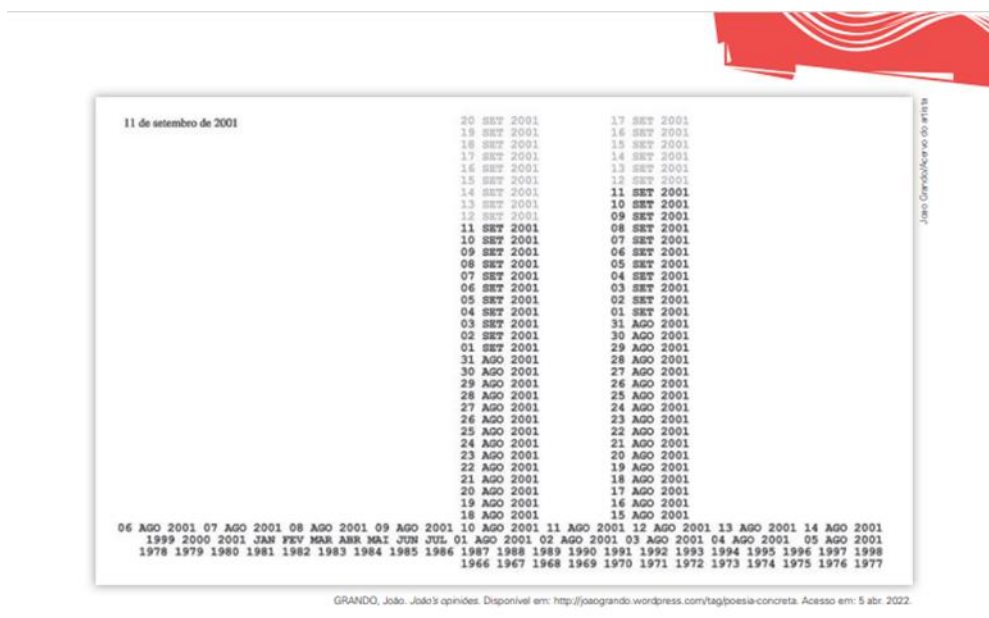 11 de setembro de 2001
20 SET 2001 17 SET 2001
19 SET 2001 16 SET 2001
18 SET 2001 15 SET 2001
17 SET 2001 14 SET 2001
16 SET 2001 13 SET 2001
15 SET 2001 12 SET 2001
14 SET 2001 11 SET 2001
13 SET 2001 10 SET 2001
12 SET 2001 09 SET 2001
11 SET 2001 08 SET 2001
10 SET 2001 07 SET 2001
09 SET 2001 06 SET 2001
08 SET 2001 05 SET 2001
07 SET 2001 04 SET 2001
06 SET 2001 03 SET 2001
05 SET 2001 02 SET 2001
04 SET 2001 01 SET 2001
03 SET 2001 31 AGO 2001
02 SET 2001 30 AGO 2001
01 SET 2001 29 AGO 2001
31 AGO 2001 28 AGO 2001
30 AGO 2001 27 AGO 2001
29 AGO 2001 26 AGO 2001
28 AGO 2001 25 AGO 2001
27 AGO 2001 24 AGO 2001
26 AGO 2001 23 AGO 2001
25 AGO 2001 22 AGO 2001
24 AGO 2001 21 AGO 2001
23 AGO 2001 20 AGO 2001
22 AGO 2001 19 AGO 2001
21 AGO 2001 18 AGO 2001
20 AGO 2001 17 AGO 2001
19 AGO 2001 16 AGO 2001
18 AGO 2001 15 AGO 2001
06 AGO 2001 07 AGO 2001 08 AGO 2001 09 AGO 2001 10 AGO 2001 11 AGO 2001 12 AGO 2001 13 AGO 2001 14 AGO 2001
1999 2000 2001 JAN FEV MAR ABR MAI JUN JUL 01 AGO 2001 02 AGO 2001 03 AGO 2001 04 AGO 2001 05 AGO 2001
1978 1979 1980 1981 1982 1983 1984 1985 1986 1987 1988 1989 1990 1991 1992 1993 1994 1995 1996 1997 1998
1966 1967 1968 1969 1970 1971 1972 1973 1974 1975 1976 1977
João Grando/Acervo do artista
GRANDO, João. João's opiniões. Disponível em: http://joaogrando.wordpress.com/tag/poesia-concreta. Acesso em: 5 abr. 2022.